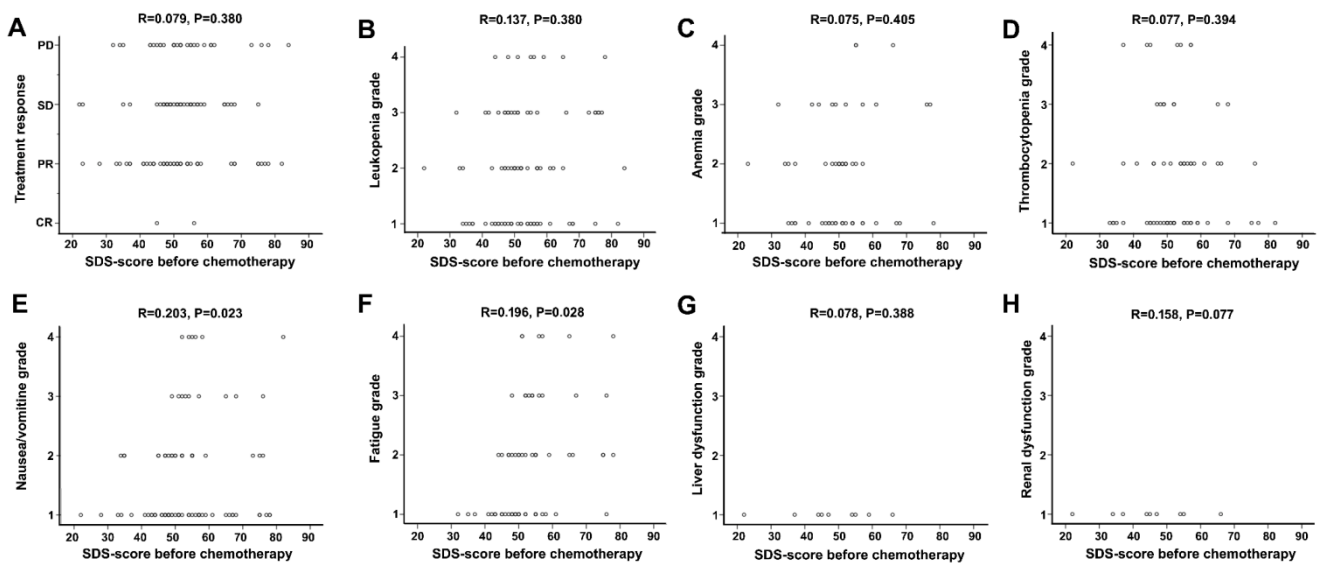 A
R=0.079, P=0.380
Treatment response
PD
SD
PR
CR
20 30 40 50 60 70 80 90
SDS-score before chemotherapy
B
R=0.137, P=0.380
Leukopenia grade
4
3
2
1
20 30 40 50 60 70 80 90
SDS-score before chemotherapy
C
R=0.075, P=0.405
Anemia grade
4
3
2
1
20 30 40 50 60 70 80 90
SDS-score before chemotherapy
D
R=0.077, P=0.394
Thrombocytopenia grade
4
3
2
1
20 30 40 50 60 70 80 90
SDS-score before chemotherapy
E
R=0.203, P=0.023
Nausea/vomitine grade
4
3
2
1
20 30 40 50 60 70 80 90
SDS-score before chemotherapy
F
R=0.196, P=0.028
Fatigue grade
4
3
2
1
20 30 40 50 60 70 80 90
SDS-score before chemotherapy
G
R=0.078, P=0.388
Liver dysfunction grade
4
3
2
1
20 30 40 50 60 70 80 90
SDS-score before chemotherapy
H
R=0.158, P=0.077
Renal dysfunction grade
4
3
2
1
20 30 40 50 60 70 80 90
SDS-score before chemotherapy